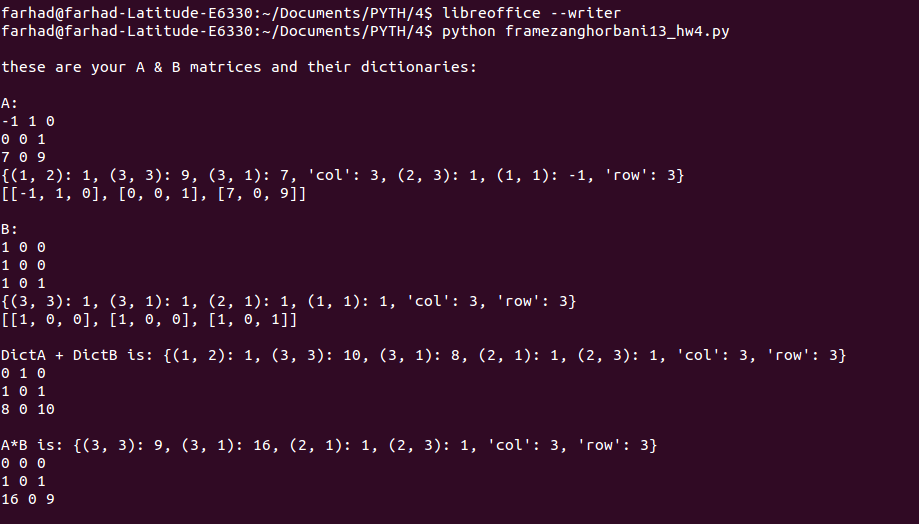 farhad@farhad-Latitude-E6330:~/Documents/PYTH/4$ libreoffice --writer
farhad@farhad-Latitude-E6330:~/Documents/PYTH/4$ python framezanghorbani13_hw4.py
these are your A & B matrices and their dictionaries:
A:
-1 1 0
0 0 1
7 0 9
{(1, 2): 1, (3, 3): 9, (3, 1): 7, 'col': 3, (2, 3): 1, (1, 1): -1, 'row': 3}
[[-1, 1, 0], [0, 0, 1], [7, 0, 9]]
B:
1 0 0
1 0 0
1 0 1
{(3, 3): 1, (3, 1): 1, (2, 1): 1, (1, 1): 1, 'col': 3, 'row': 3}
[[1, 0, 0], [1, 0, 0], [1, 0, 1]]
DictA + DictB is: {(1, 2): 1, (3, 3): 10, (3, 1): 8, (2, 1): 1, (2, 3): 1, 'col': 3, 'row': 3}
0 1 0
1 0 1
8 0 10
A*B is: {(3, 3): 9, (3, 1): 16, (2, 1): 1, (2, 3): 1, 'col': 3, 'row': 3}
0 0 0
1 0 1
16 0 9